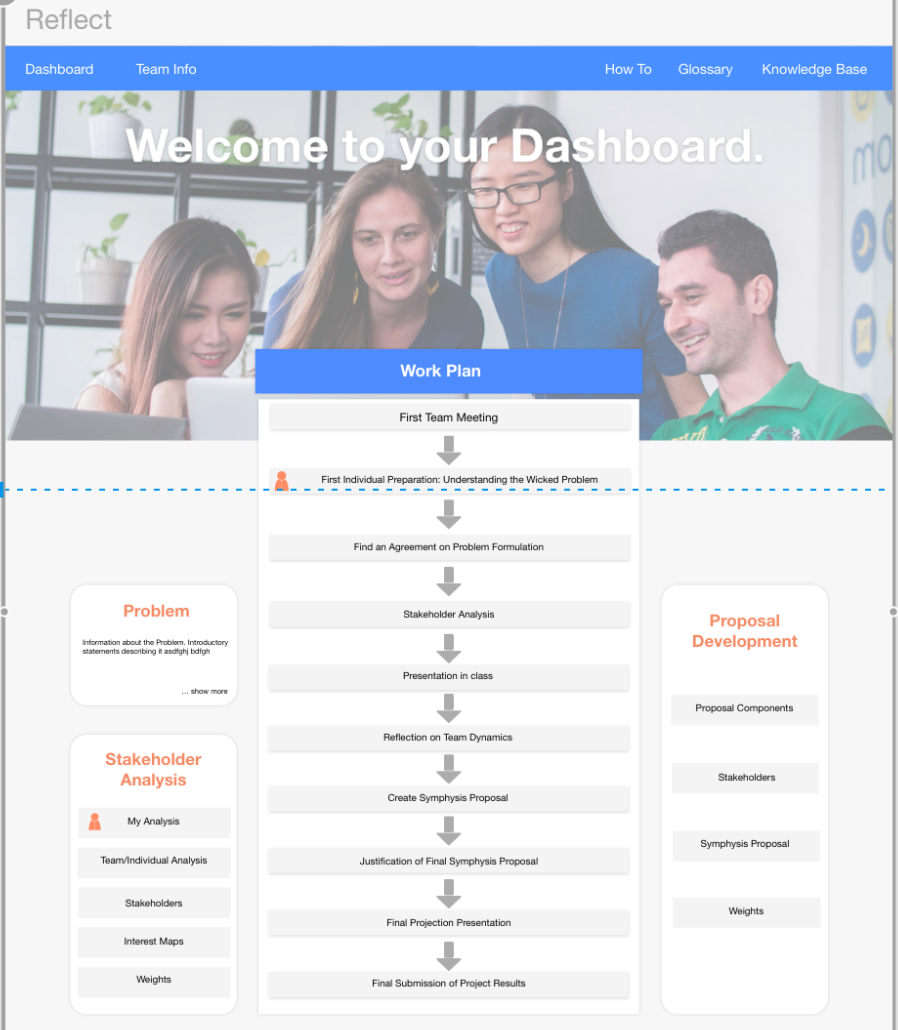 Reflect
Dashboard
Team Info
How To
Glossary
Knowledge Base
Welcome to your Dashboard.
mo
Work Plan
First Team Meeting
First Individual Preparation: Understanding the Wicked Problem
Find an Agreement on Problem Formulation
Stakeholder Analysis
Presentation in class
Reflection on Team Dynamics
Create Symphysis Proposal
Justification of Final Symphysis Proposal
Final Projection Presentation
Final Submission of Project Results
Problem
Information about the Problem. Introductory
statements describing it asdfghj bdfgh
... show more
Stakeholder
Analysis
My Analysis
Team/Individual Analysis
Stakeholders
Interest Maps
Weights
Proposal
Development
Proposal Components
Stakeholders
Symphysis Proposal
Weights